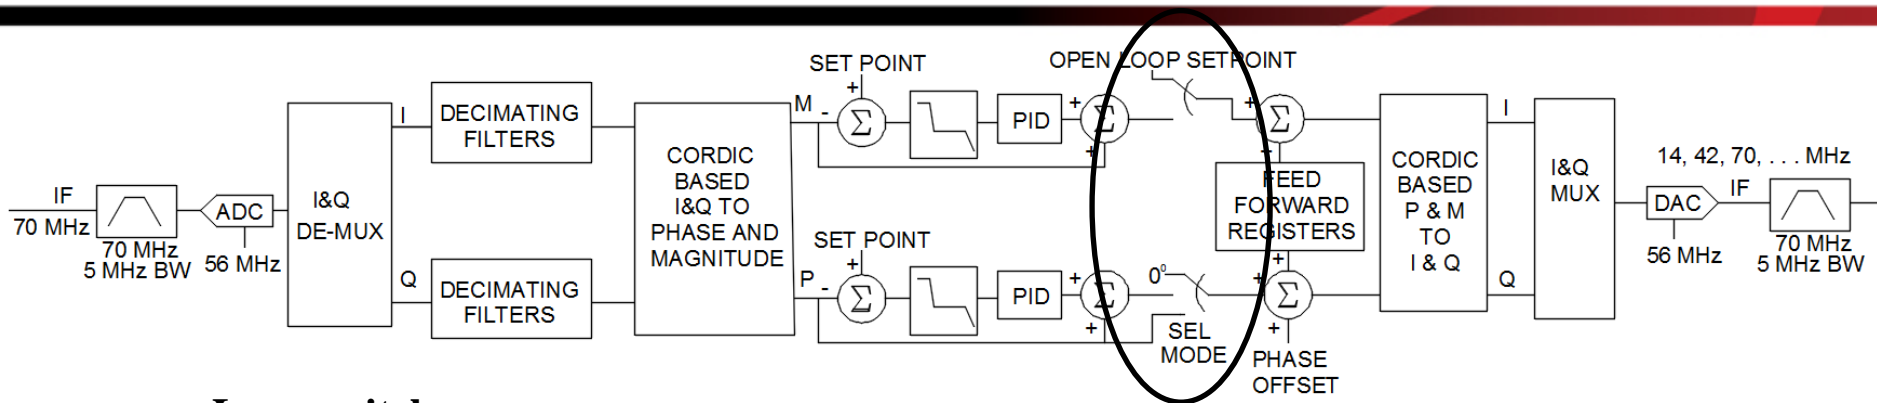 IF
70 MHz
70 MHz
5 MHz BW
ADC
56 MHz
I&Q
DE-MUX
I
Q
DECIMATING
FILTERS
DECIMATING
FILTERS
CORDIC
BASED
I&Q TO
PHASE AND
MAGNITUDE
M
-
P
-
SET POINT
+
Σ
PID
+
Σ
+
SET POINT
+
Σ
PID
+
Σ
+
OPEN LOOP SETPOINT
0°
SEL
MODE
+
Σ
+
FEED
FORWARD
REGISTERS
+
+
Σ
+
PHASE
OFFSET
CORDIC
BASED
P & M
TO
I & Q
I
Q
I&Q
MUX
14, 42, 70, . . . MHz
DAC
IF
56 MHz
70 MHz
5 MHz BW